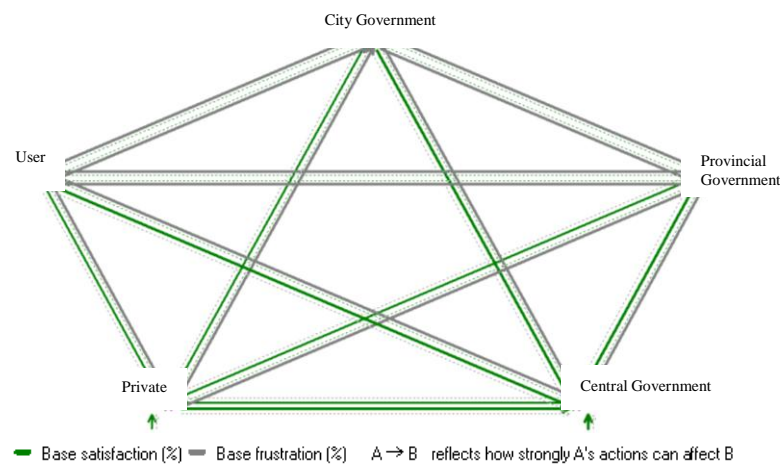 City Government
User
Provincial
Government
Private
Central Government
Base satisfaction (%) Base frustration (%) A → B reflects how strongly A's actions can affect B